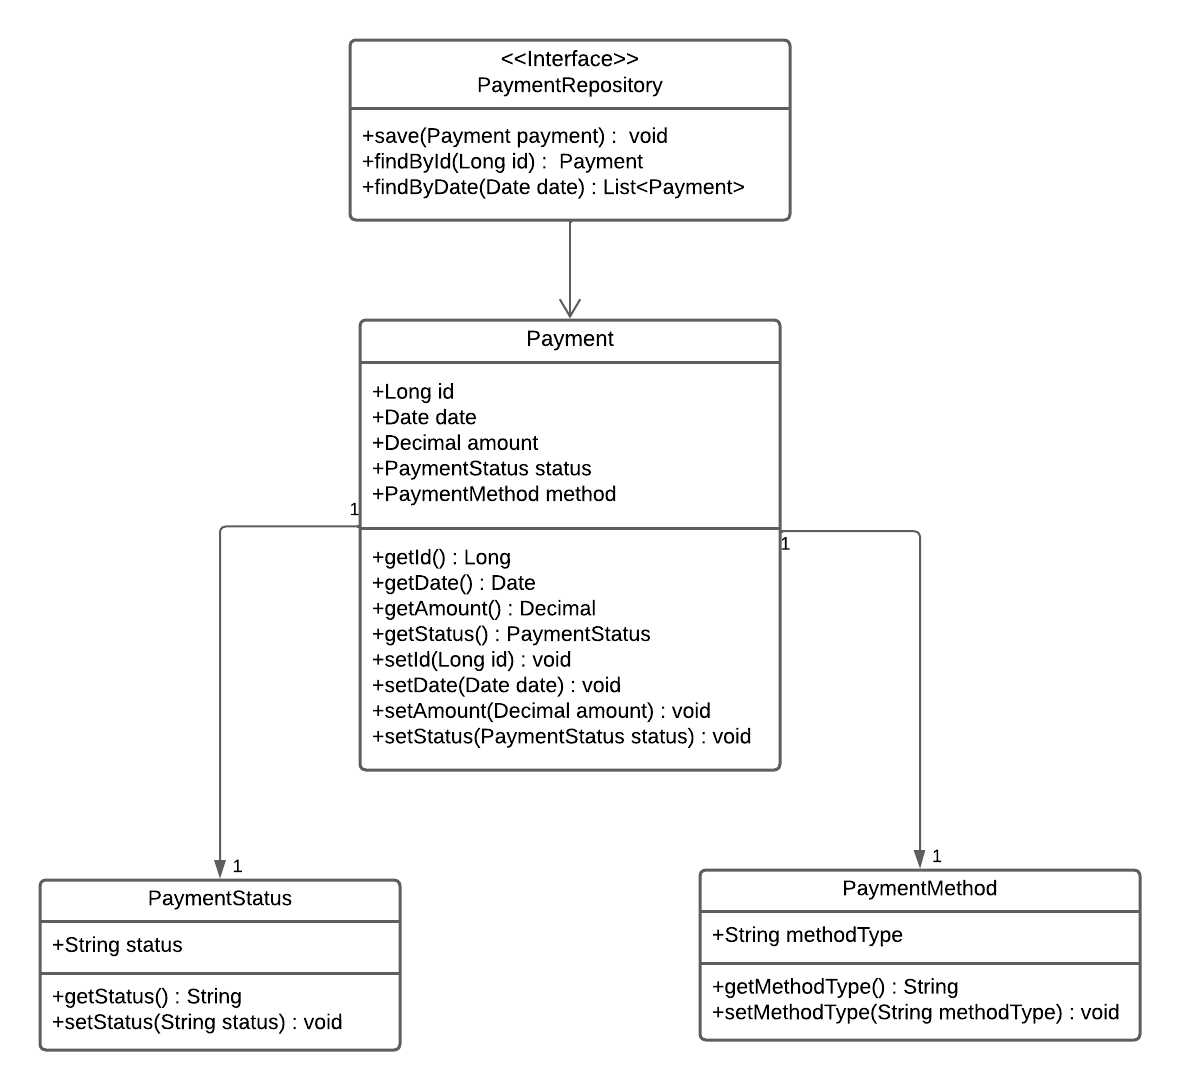 <<Interface>>
PaymentRepository
+save(Payment payment) :  void
+findById(Long id) :  Payment
+findByDate(Date date) : List<Payment>
Payment
+Long id
+Date date
+Decimal amount
+PaymentStatus status
+PaymentMethod method
1
1
+getId() : Long
+getDate() : Date
+getAmount() : Decimal
+getStatus() : PaymentStatus
+setId(Long id) : void
+setDate(Date date) : void
+setAmount(Decimal amount) : void
+setStatus(PaymentStatus status) : void
1
PaymentStatus
+String status
+getStatus() : String
+setStatus(String status) : void
1
PaymentMethod
+String methodType
+getMethodType() : String
+setMethodType(String methodType) : void